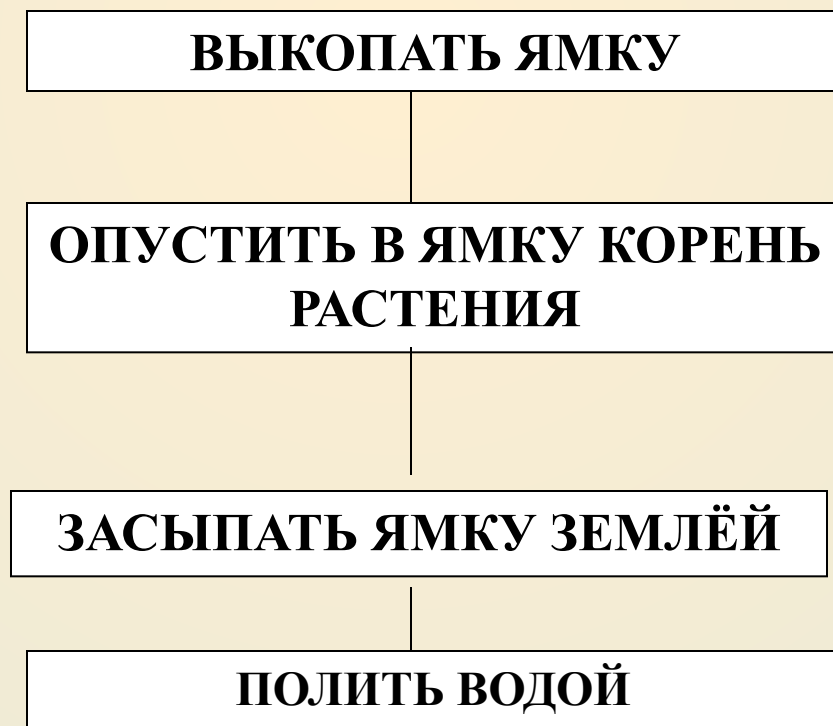 ВЫКОПАТЬ ЯМКУ
ОПУСТИТЬ В ЯМКУ КОРЕНЬ
РАСТЕНИЯ
ЗАСЫПАТЬ ЯМКУ ЗЕМЛЁЙ
ПОЛИТЬ ВОДОЙ